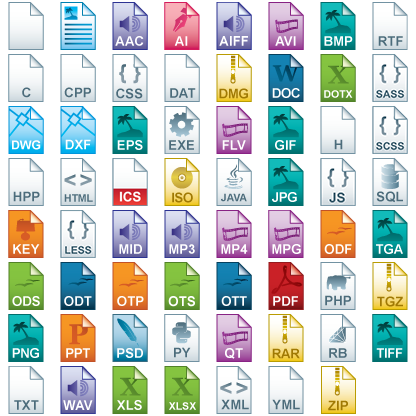 AAC AI AIFF AVI BMP RTF
C CPP { } CSS DAT DMG W DOC X DOTX { } SASS
DWG DXF EPS EXE FLV GIF H { } SCSS
HPP <> HTML ICS ISO JAVA JPG { } JS SQL
KEY { } LESS MID MP3 MP4 MPG ODF TGA
ODS ODT OTP OTS OTT PDF PHP TGZ
PNG P PPT PSD PY QT RAR RB TIFF
TXT WAV X XLS X XLSX <> XML YML ZIP